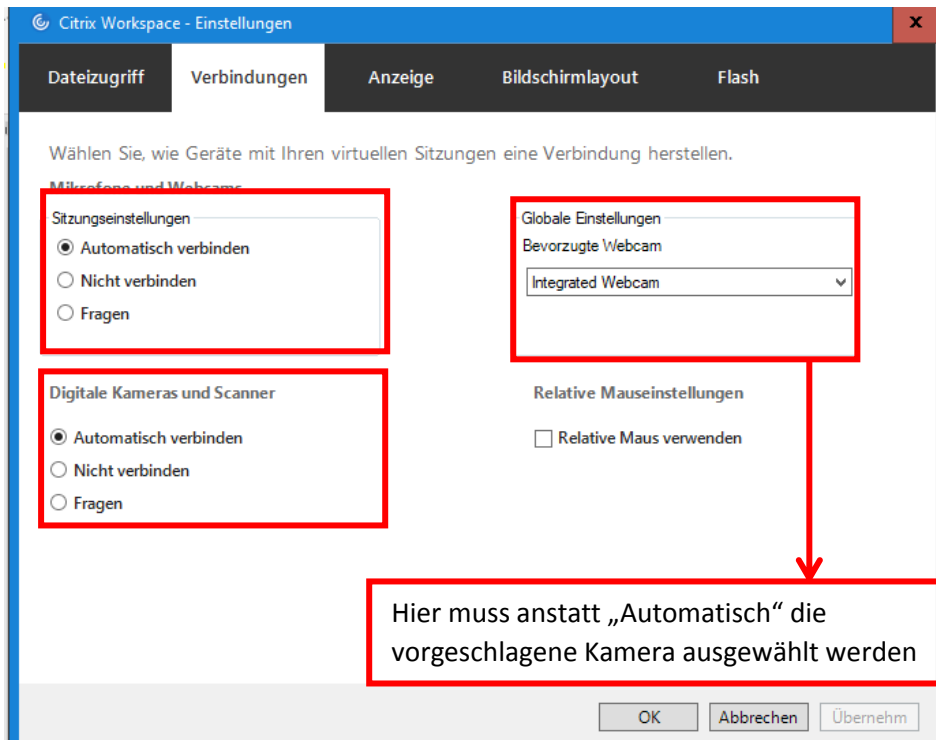 Citrix Workspace - Einstellungen
x
Dateizugriff Verbindungen Anzeige Bildschirmlayout Flash
Wählen Sie, wie Geräte mit Ihren virtuellen Sitzungen eine Verbindung herstellen.
Mikrofone und Webcams
Sitzungseinstellungen
Automatisch verbinden
Nicht verbinden
Fragen
Globale Einstellungen
Bevorzugte Webcam
Integrated Webcam
Digitale Kameras und Scanner
Automatisch verbinden
Nicht verbinden
Fragen
Relative Mauseinstellungen
Relative Maus verwenden
Hier muss anstatt „Automatisch“ die
vorgeschlagene Kamera ausgewählt werden
OK Abbrechen Übernehm